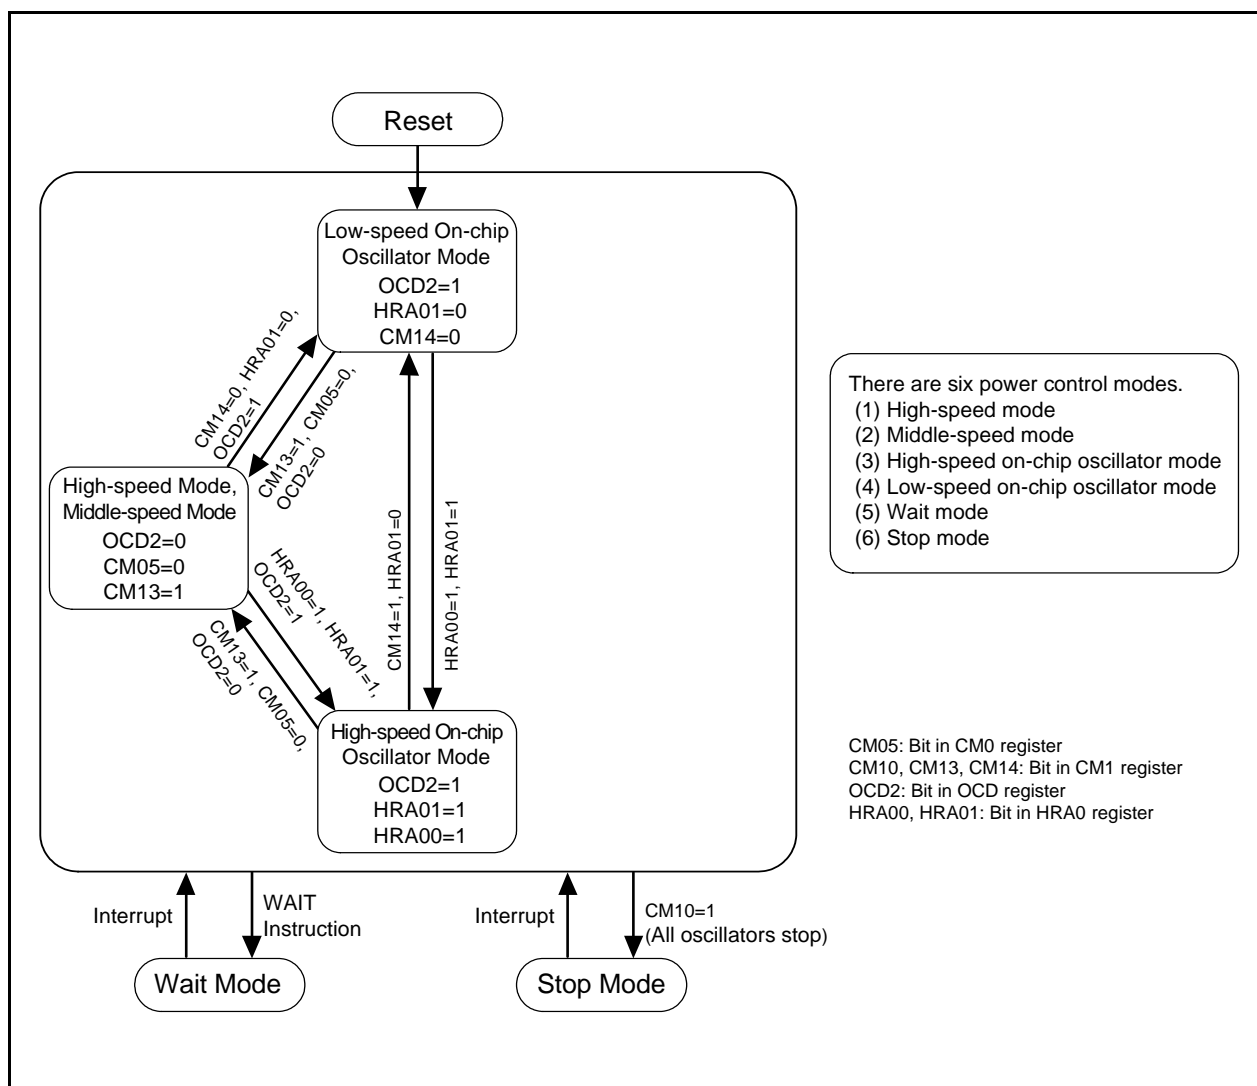 Reset
Low-speed On-chip
Oscillator Mode
OCD2=1
HRA01=0
CM14=0
CM14=0, HRA01=0,
OCD2=1
CM13=1, CM05=0,
OCD2=0
High-speed Mode,
Middle-speed Mode
OCD2=0
CM05=0
CM13=1
HRA00=1, HRA01=1,
OCD2=1
CM13=1, CM05=0,
OCD2=0
CM14=1, HRA01=0
HRA00=1, HRA01=1
High-speed On-chip
Oscillator Mode
OCD2=1
HRA01=1
HRA00=1
There are six power control modes.
(1) High-speed mode
(2) Middle-speed mode
(3) High-speed on-chip oscillator mode
(4) Low-speed on-chip oscillator mode
(5) Wait mode
(6) Stop mode
CM05: Bit in CM0 register
CM10, CM13, CM14: Bit in CM1 register
OCD2: Bit in OCD register
HRA00, HRA01: Bit in HRA0 register
Interrupt
WAIT
Instruction
Interrupt
CM10=1
(All oscillators stop)
Wait Mode
Stop Mode